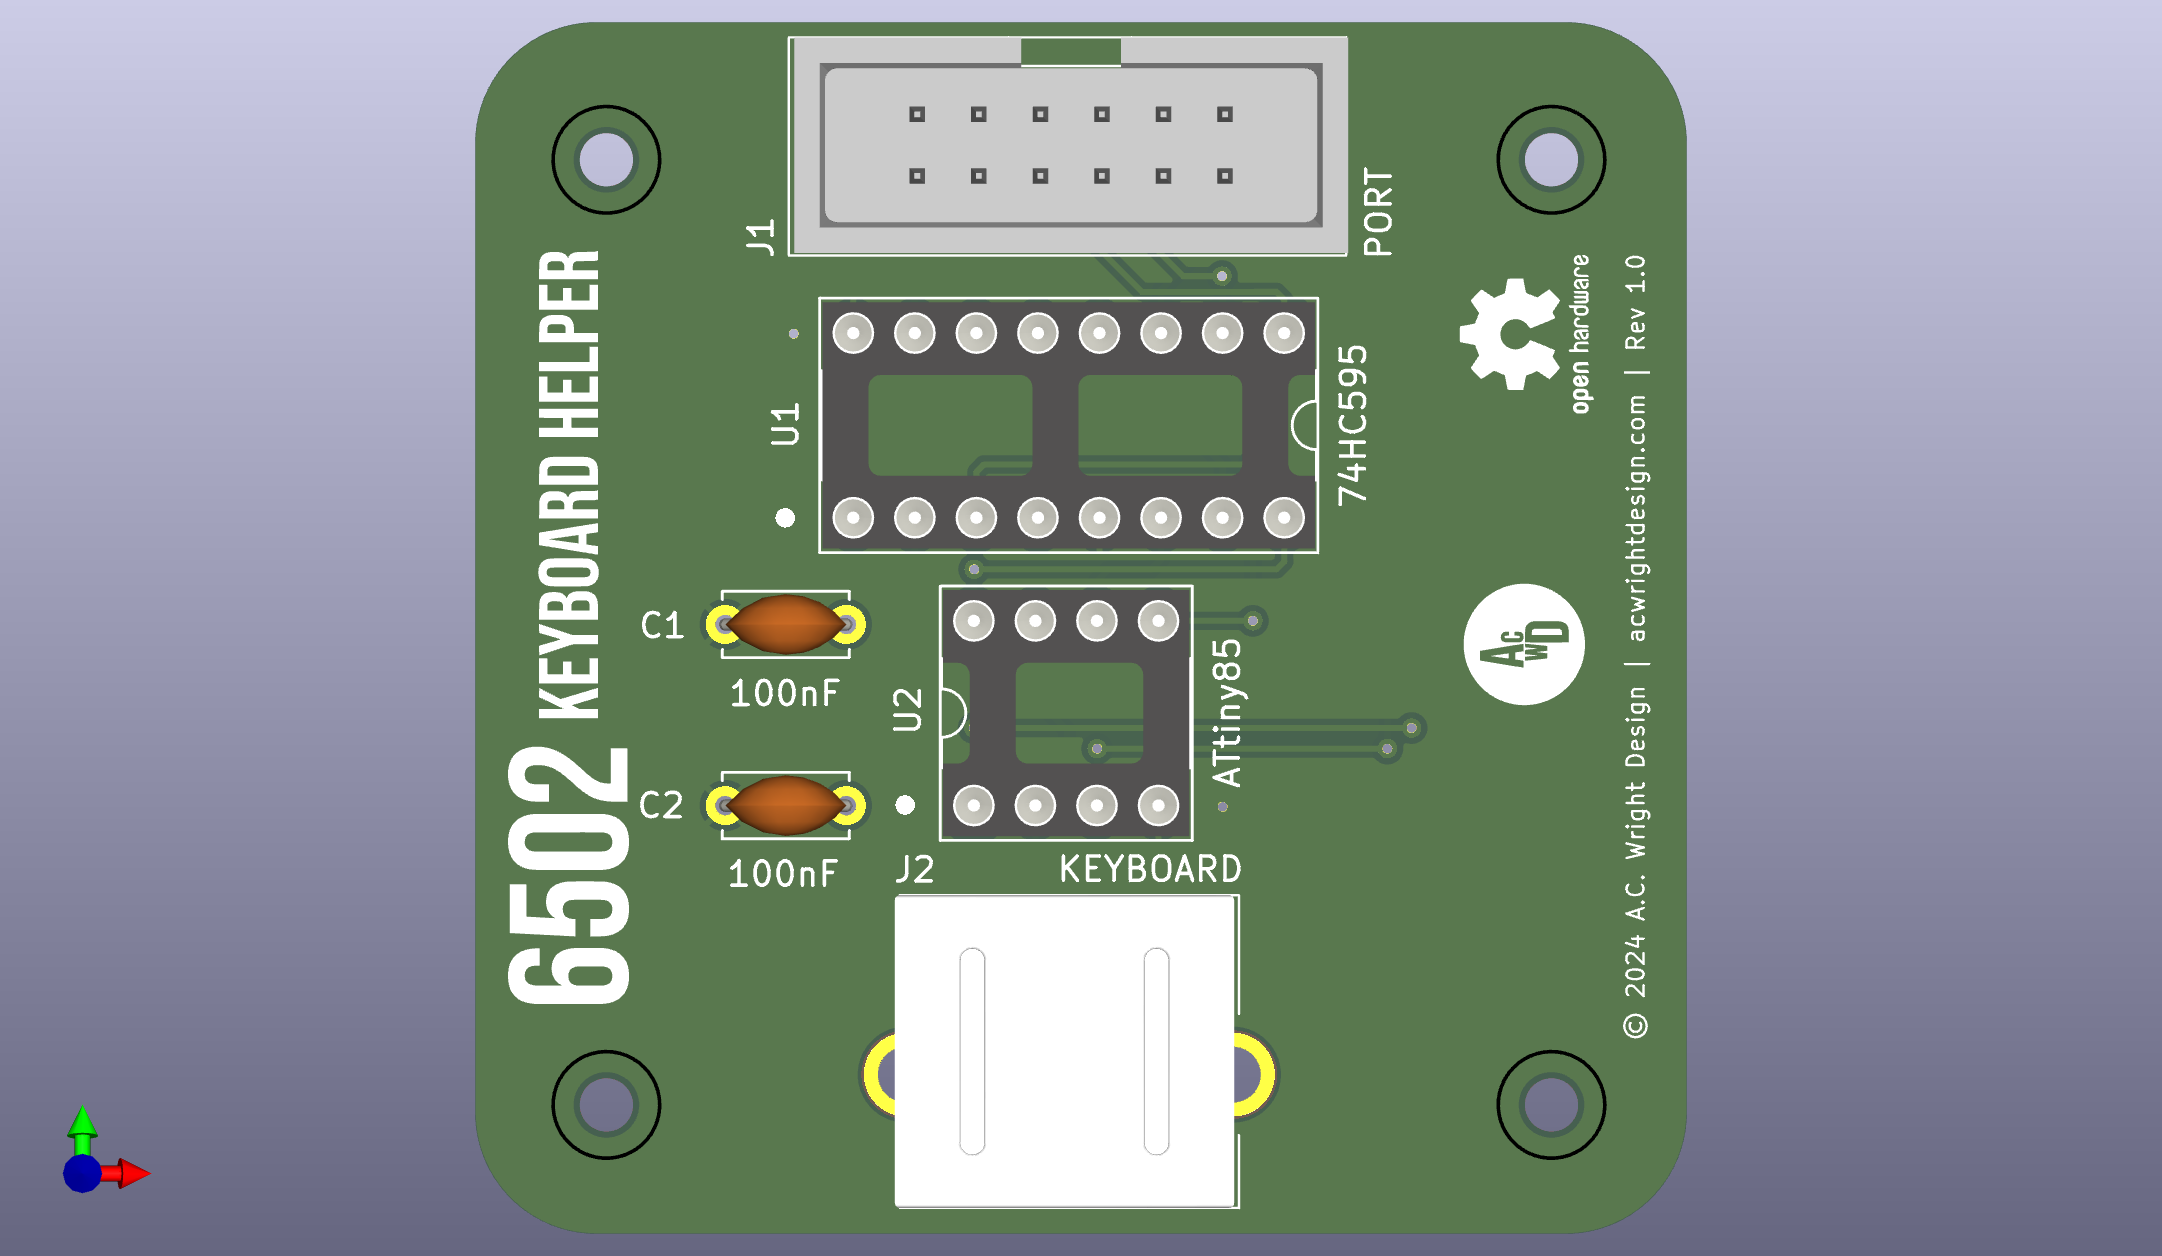 J1
PORT
U1
74HC595
C1
100nF
U2
ATtiny85
C2
100nF
J2
KEYBOARD
6502 KEYBOARD HELPER
open hardware
ACWD
© 2024 A.C. Wright Design | acwrightdesign.com | Rev 1.0